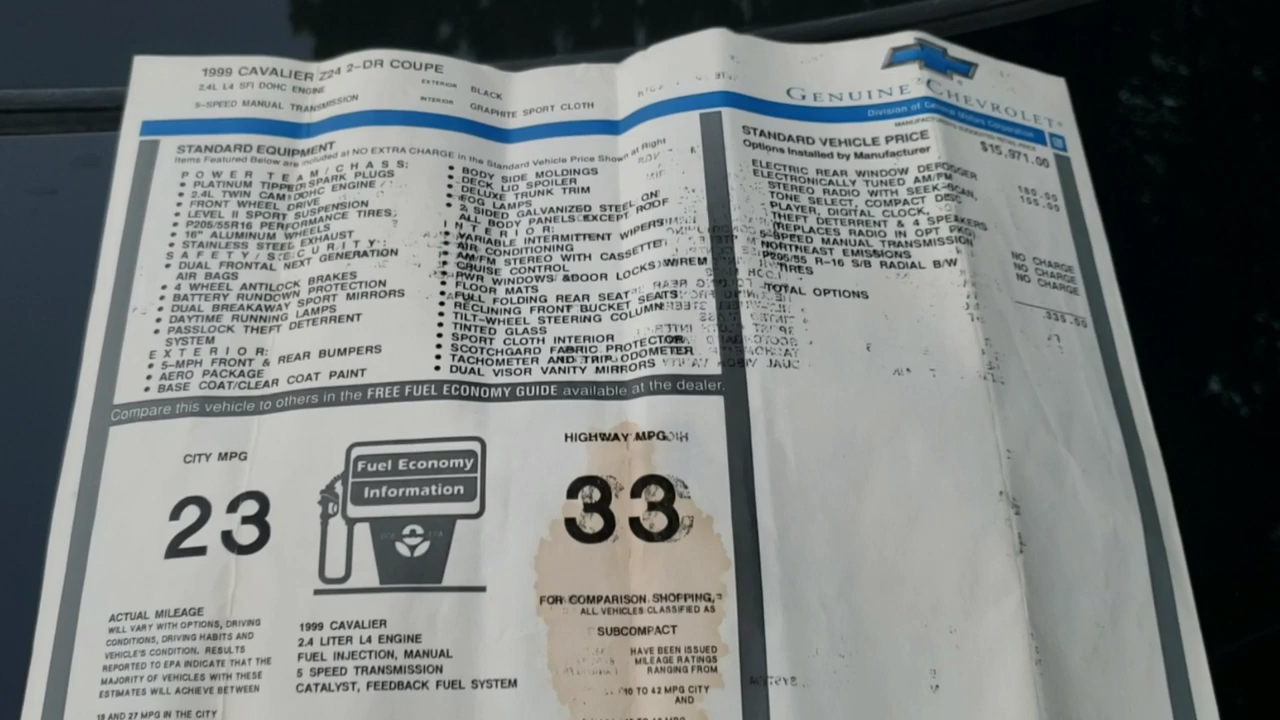 1999 CAVALIER Z24 2-DR COUPE
2.4L L4 SFI DOHC ENGINE
5-SPEED MANUAL TRANSMISSION
EXTERIOR BLACK
INTERIOR GRAPHITE SPORT CLOTH
GENUINE CHEVROLET®
Division of General Motors Corporation
GM
STANDARD EQUIPMENT
Items Featured Below are included at NO EXTRA CHARGE in the Standard Vehicle Price Shown at Right
POWER TEAM/CHASS:
• PLATINUM TIPPED SPARK PLUGS
• 2.4L TWIN CAM DOHC ENGINE
• FRONT WHEEL DRIVE
• LEVEL II SPORT SUSPENSION
• P205/55R16 PERFORMANCE TIRES
• 16" ALUMINUM WHEELS
• STAINLESS STEEL EXHAUST
SAFETY/SECURITY:
• DUAL FRONTAL NEXT GENERATION
AIR BAGS
• 4 WHEEL ANTILOCK BRAKES
• BATTERY RUNDOWN PROTECTION
• DUAL BREAKAWAY SPORT MIRRORS
• DAYTIME RUNNING LAMPS
• PASSLOCK THEFT DETERRENT
SYSTEM
EXTERIOR:
• 5-MPH FRONT & REAR BUMPERS
• AERO PACKAGE
• BASE COAT/CLEAR COAT PAINT
• BODY SIDE MOLDINGS
• DECK LID SPOILER
• DELUXE TRUNK TRIM
• FOG LAMPS
• 2 SIDED GALVANIZED STEEL ON
ALL BODY PANELS EXCEPT ROOF
INTERIOR:
• VARIABLE INTERMITTENT WIPERS
• AIR CONDITIONING
• AM/FM STEREO WITH CASSETTE
• CRUISE CONTROL
• PWR WINDOWS/&DOOR LOCKS
• FLOOR MATS
• FULL FOLDING REAR SEAT
• RECLINING FRONT BUCKET SEATS
• TILT-WHEEL STEERING COLUMN
• TINTED GLASS
• SPORT CLOTH INTERIOR
• SCOTCHGARD FABRIC PROTECTOR
• TACHOMETER AND TRIP ODOMETER
• DUAL VISOR VANITY MIRRORS
MANUFACTURER'S SUGGESTED RETAIL PRICE
STANDARD VEHICLE PRICE $15,971.00
Options Installed by Manufacturer
ELECTRIC REAR WINDOW DEFOGGER 180.00
ELECTRONICALLY TUNED AM/FM
STEREO RADIO WITH SEEK-SCAN,
TONE SELECT, COMPACT DISC
PLAYER, DIGITAL CLOCK,
THEFT DETERRENT & 4 SPEAKERS
(REPLACES RADIO IN OPT PKG)
5-SPEED MANUAL TRANSMISSION NO CHARGE
NORTHEAST EMISSIONS NO CHARGE
P205/55 R-16 S/B RADIAL B/W NO CHARGE
TIRES
TOTAL OPTIONS
Compare this vehicle to others in the FREE FUEL ECONOMY GUIDE available at the dealer.
CITY MPG
23
Fuel Economy
Information
HIGHWAY MPG
33
ACTUAL MILEAGE
WILL VARY WITH OPTIONS, DRIVING
CONDITIONS, DRIVING HABITS AND
VEHICLE'S CONDITION. RESULTS
REPORTED TO EPA INDICATE THAT THE
MAJORITY OF VEHICLES WITH THESE
ESTIMATES WILL ACHIEVE BETWEEN
18 AND 27 MPG IN THE CITY
1999 CAVALIER
2.4 LITER L4 ENGINE
FUEL INJECTION, MANUAL
5 SPEED TRANSMISSION
CATALYST, FEEDBACK FUEL SYSTEM
FOR COMPARISON SHOPPING,
ALL VEHICLES CLASSIFIED AS
SUBCOMPACT
HAVE BEEN ISSUED
MILEAGE RATINGS
RANGING FROM
10 TO 42 MPG CITY
AND